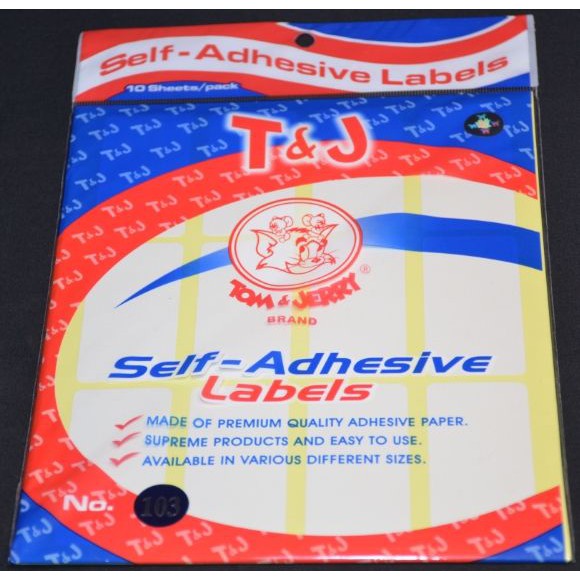 Self-Adhesive Labels
10 Sheets/pack
T&J
TOM & JERRY ®
BRAND
Self-Adhesive
Labels
MADE OF PREMIUM QUALITY ADHESIVE PAPER.
SUPREME PRODUCTS AND EASY TO USE.
AVAILABLE IN VARIOUS DIFFERENT SIZES.
No. 103